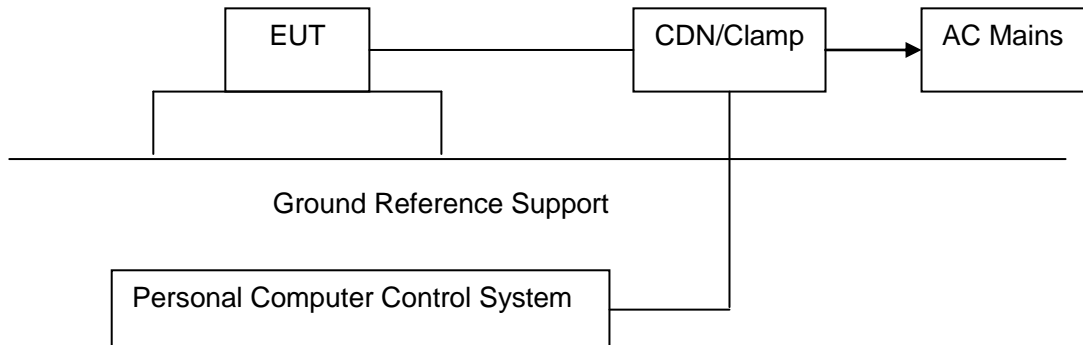 EUT
CDN/Clamp
AC Mains
Ground Reference Support
Personal Computer Control System